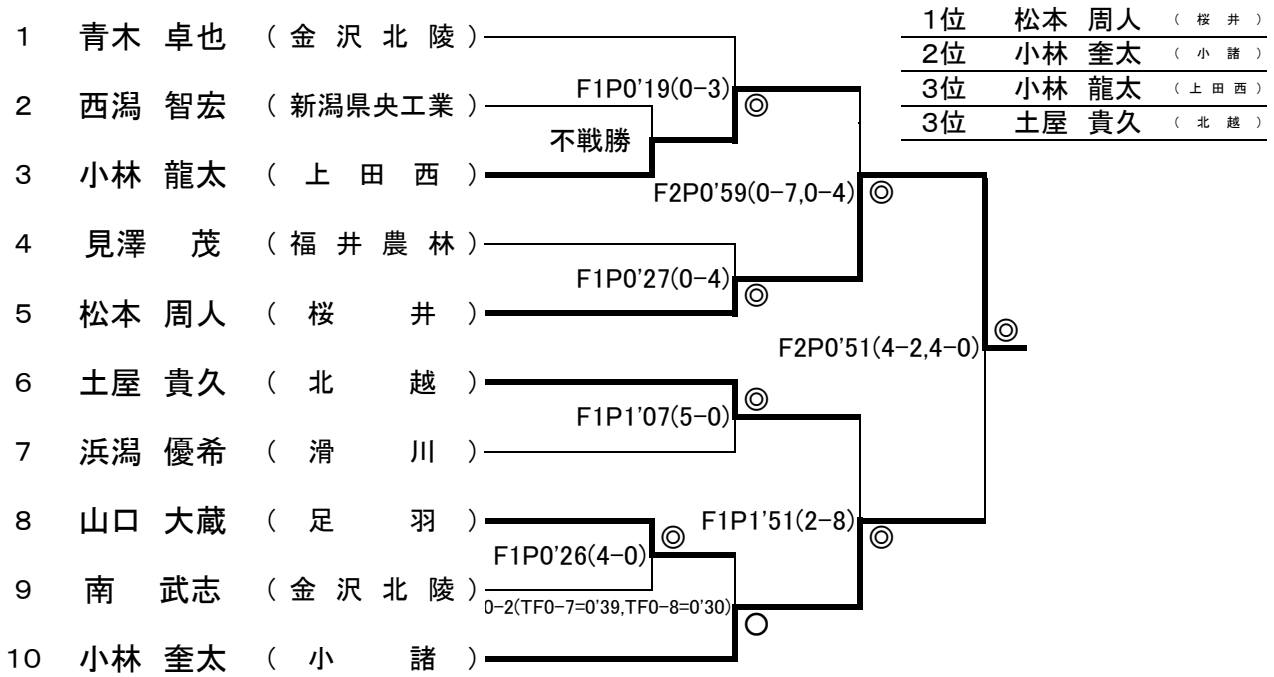 1位 松本 周人 (桜井)
2位 小林 奎太 (小諸)
3位 小林 龍太 (上田西)
3位 土屋 貴久 (北越)
1 青木 卓也 (金沢北陵)
F1P0'19(0-3) ◎
2 西潟 智宏 (新潟県央工業)
不戦勝
3 小林 龍太 (上田西)
F2P0'59(0-7,0-4) ◎
4 見澤 茂 (福井農林)
F1P0'27(0-4) ◎
5 松本 周人 (桜井)
F2P0'51(4-2,4-0) ◎
6 土屋 貴久 (北越)
F1P1'07(5-0) ◎
7 浜潟 優希 (滑川)
8 山口 大蔵 (足羽)
F1P1'51(2-8) ◎
F1P0'26(4-0) ◎
9 南 武志 (金沢北陵)
0-2(TF0-7=0'39,TF0-8=0'30) ○
10 小林 奎太 (小諸)